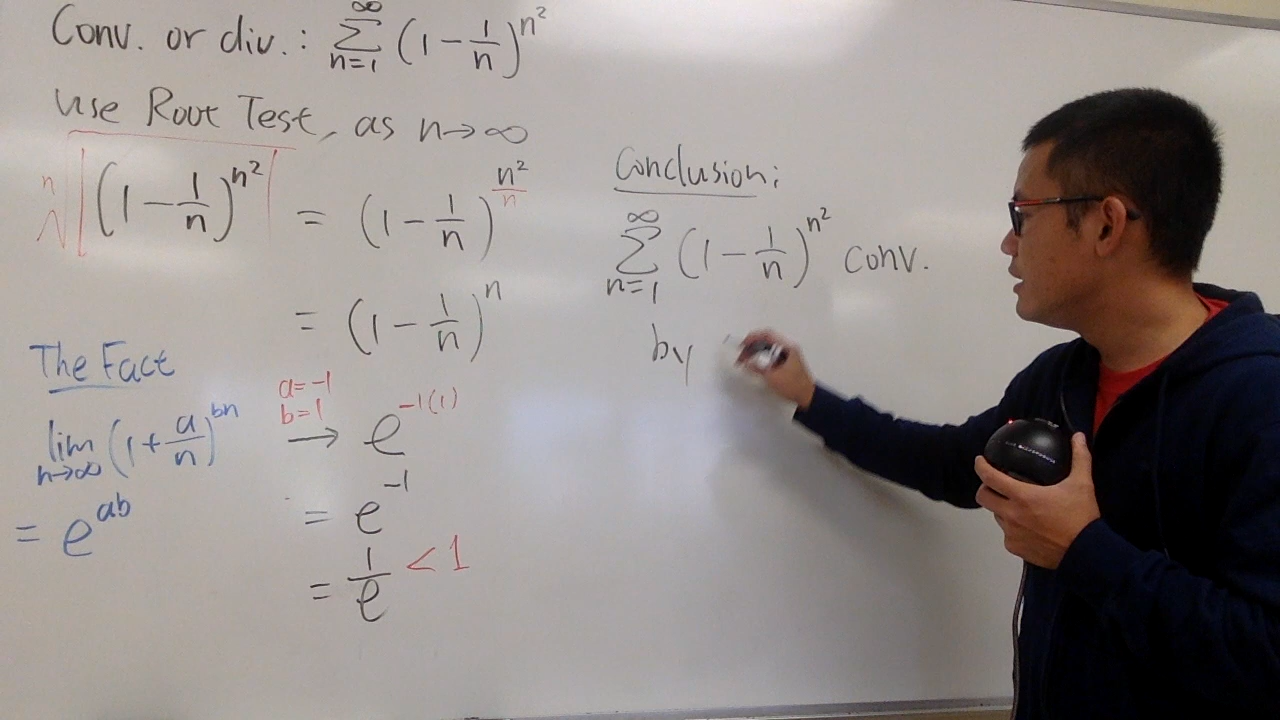 Conv. or div.: ∞∑n=1 (1 - 1/n)^n²
Use Root Test, as n→∞
ⁿ√|(1 - 1/n)^n²| = (1 - 1/n)^(n²/n)
= (1 - 1/n)^n
a=-1
b=1
→ e^(-1(1))
= e^-1
= 1/e < 1
The Fact
lim n→∞ (1 + a/n)^bn
= e^ab
Conclusion:
∞∑n=1 (1 - 1/n)^n² conv.
by